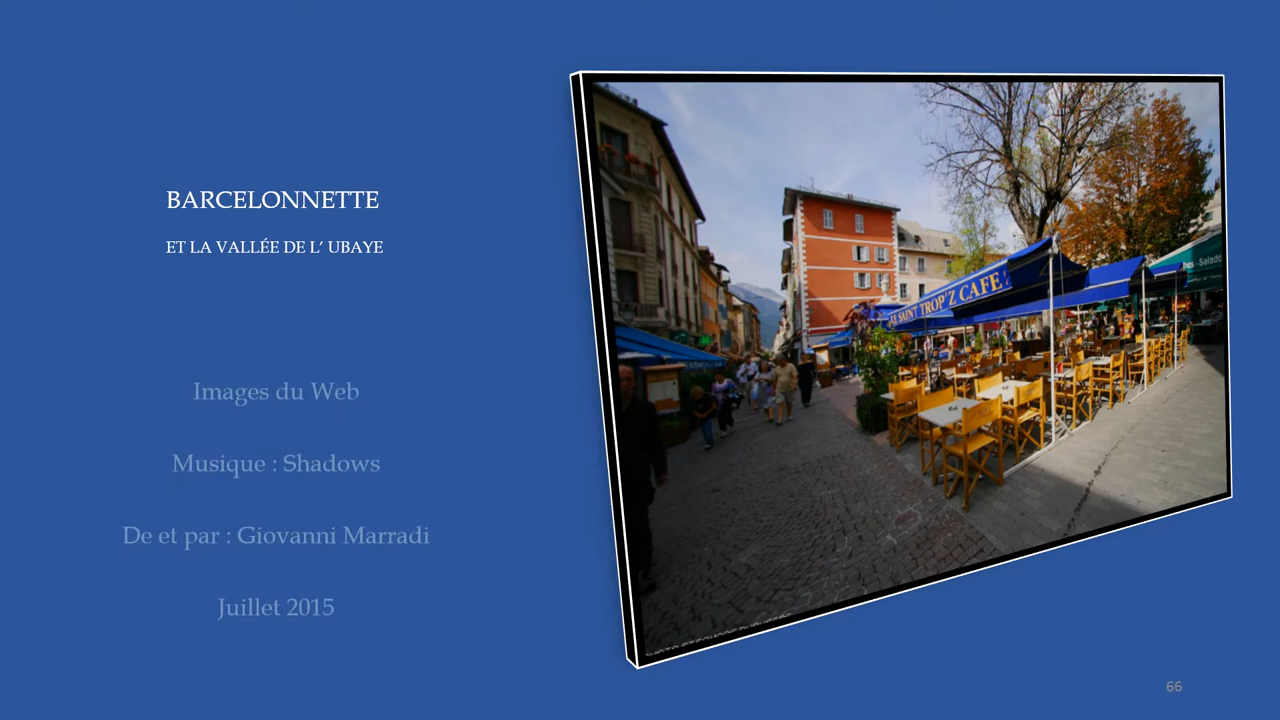 BARCELONNETTE
ET LA VALLÉE DE L’ UBAYE
Images du Web
Musique : Shadows
De et par : Giovanni Marradi
Juillet 2015
LE SAINT TROP'Z CAFE
66